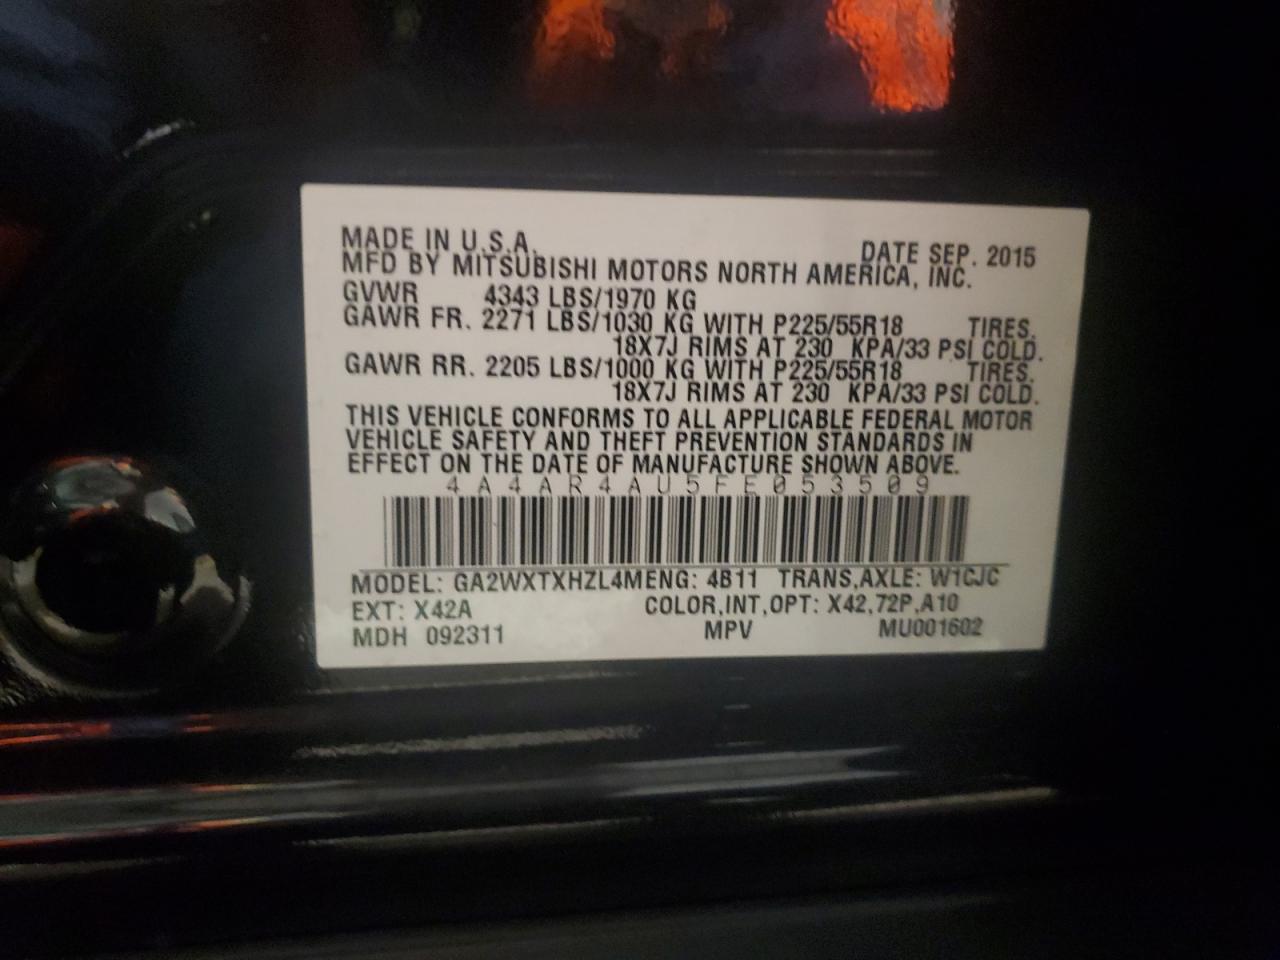 MADE IN U.S.A. DATE SEP. 2015
MFD BY MITSUBISHI MOTORS NORTH AMERICA, INC.
GVWR 4343 LBS/1970 KG
GAWR FR. 2271 LBS/1030 KG WITH P225/55R18 TIRES.
18X7J RIMS AT 230 KPA/33 PSI COLD.
GAWR RR. 2205 LBS/1000 KG WITH P225/55R18 TIRES.
18X7J RIMS AT 230 KPA/33 PSI COLD.
THIS VEHICLE CONFORMS TO ALL APPLICABLE FEDERAL MOTOR
VEHICLE SAFETY AND THEFT PREVENTION STANDARDS IN
EFFECT ON THE DATE OF MANUFACTURE SHOWN ABOVE.
4A4AR4AU5FE053509
MODEL: GA2WXTXHZL4MENG: 4B11 TRANS,AXLE: W1CJC
EXT: X42A COLOR,INT,OPT: X42,72P,A10
MDH 092311 MPV MU001602